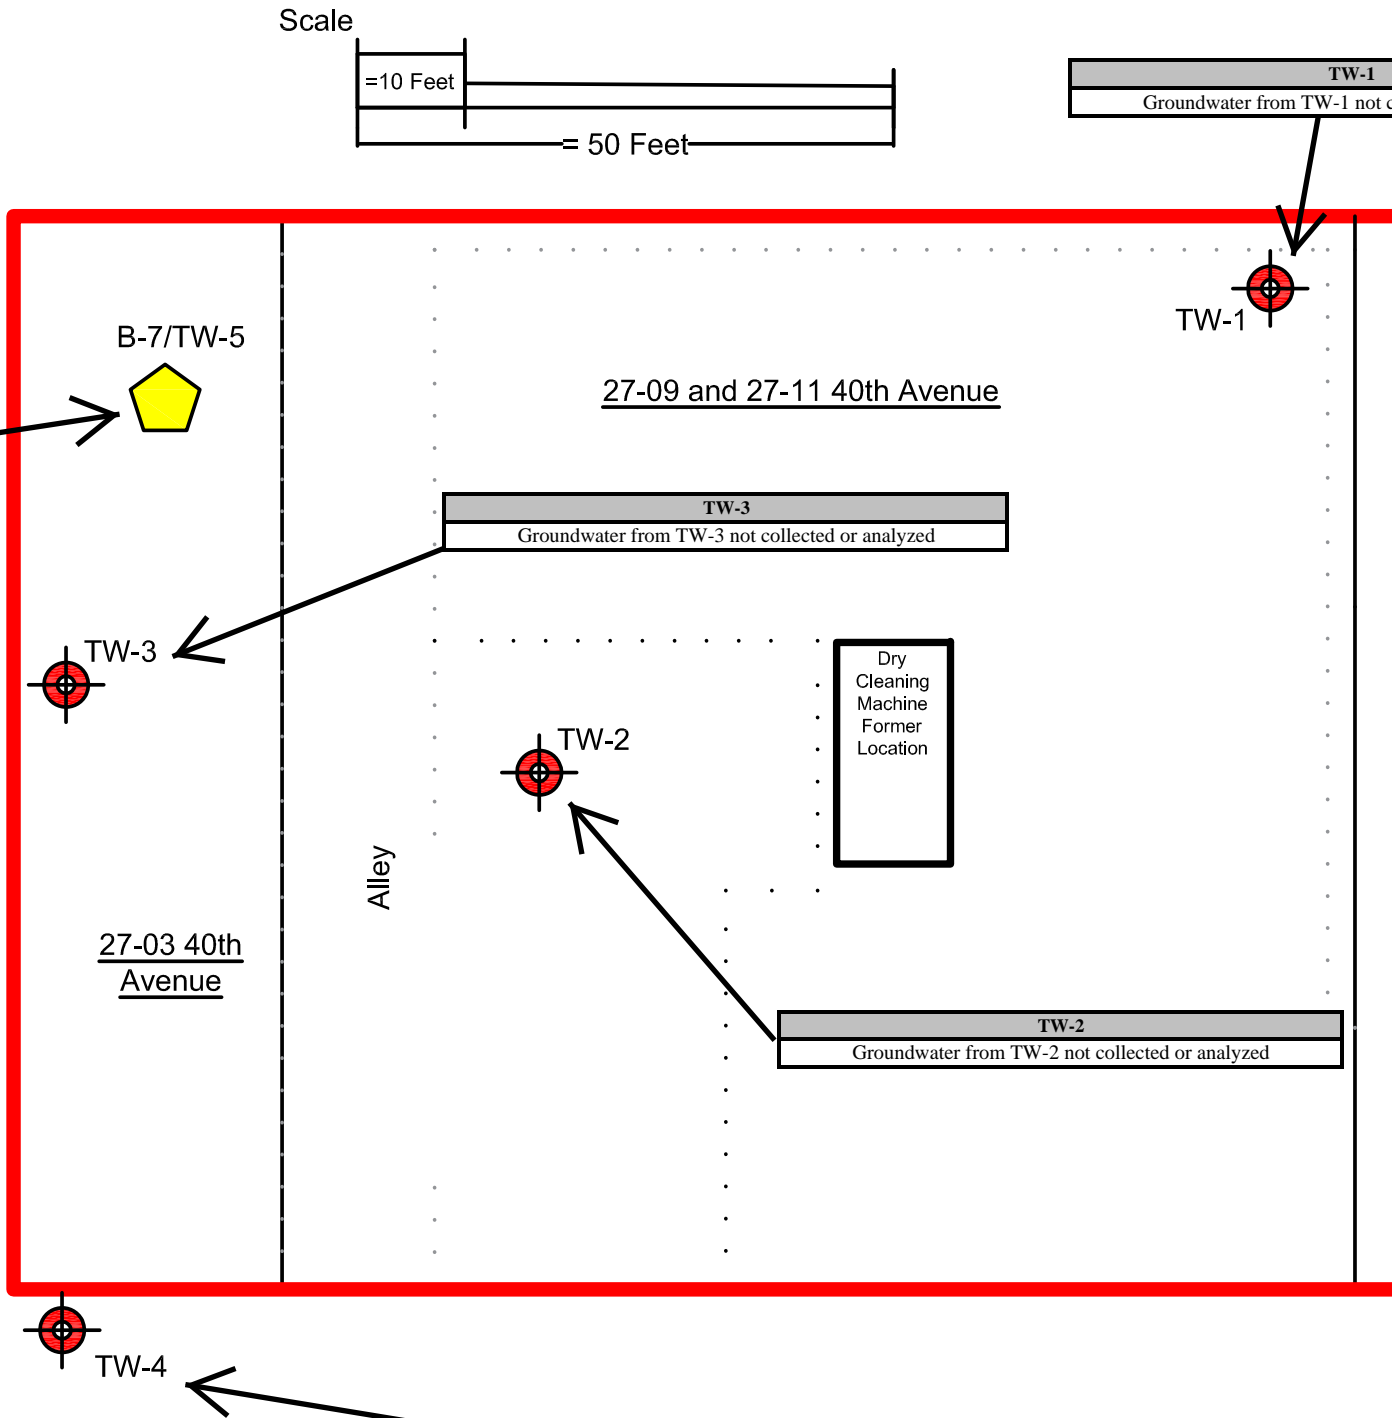 Scale
=10 Feet
= 50 Feet
TW-1
Groundwater from TW-1 not
TW-1
B-7/TW-5
27-09 and 27-11 40th Avenue
TW-3
Groundwater from TW-3 not collected or analyzed
TW-3
Dry
Cleaning
Machine
Former
Location
TW-2
Alley
27-03 40th
Avenue
TW-2
Groundwater from TW-2 not collected or analyzed
TW-4